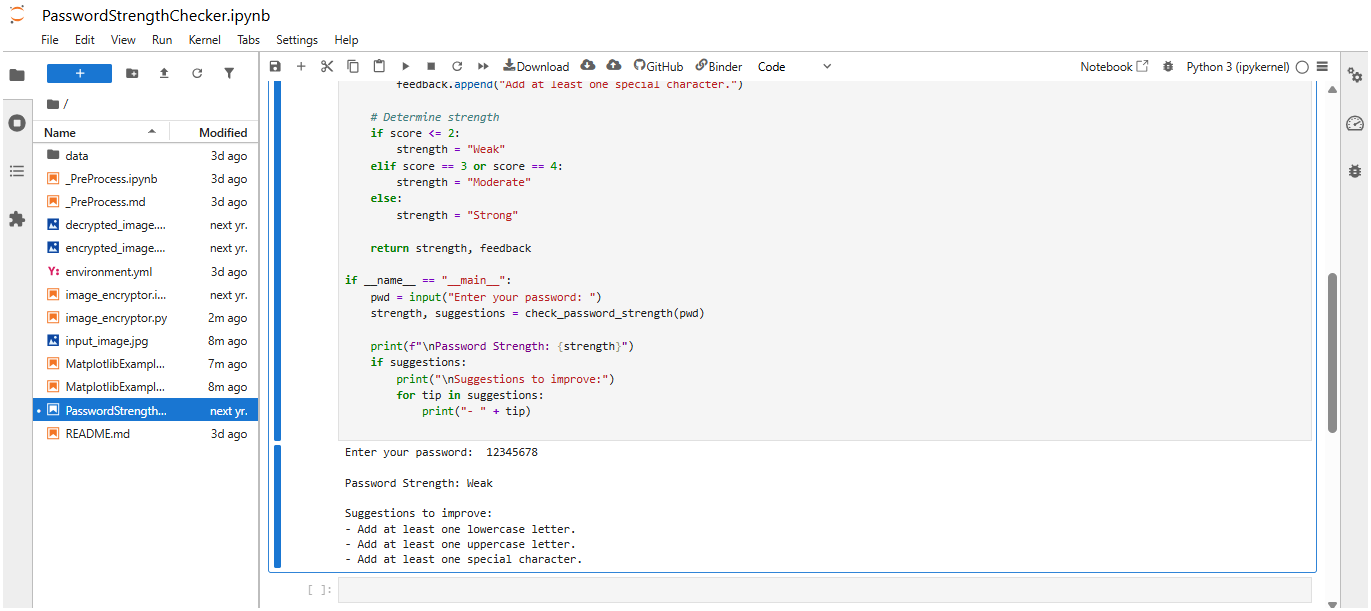 PasswordStrengthChecker.ipynb
File Edit View Run Kernel Tabs Settings Help
+ Download GitHub Binder Code Notebook Python 3 (ipykernel)
/
Name Modified
data 3d ago
_PreProcess.ipynb 3d ago
_PreProcess.md 3d ago
decrypted_image.... next yr.
encrypted_image.... next yr.
Y: environment.yml 3d ago
image_encryptor.i... next yr.
image_encryptor.py 2m ago
input_image.jpg 8m ago
MatplotlibExampl... 7m ago
MatplotlibExampl... 8m ago
PasswordStrength... next yr.
README.md 3d ago
feedback.append("Add at least one special character.")
# Determine strength
if score <= 2:
strength = "Weak"
elif score == 3 or score == 4:
strength = "Moderate"
else:
strength = "Strong"
return strength, feedback
if __name__ == "__main__":
pwd = input("Enter your password: ")
strength, suggestions = check_password_strength(pwd)
print(f"\nPassword Strength: {strength}")
if suggestions:
print("\nSuggestions to improve:")
for tip in suggestions:
print("- " + tip)
Enter your password:  12345678
Password Strength: Weak
Suggestions to improve:
- Add at least one lowercase letter.
- Add at least one uppercase letter.
- Add at least one special character.
[ ]: